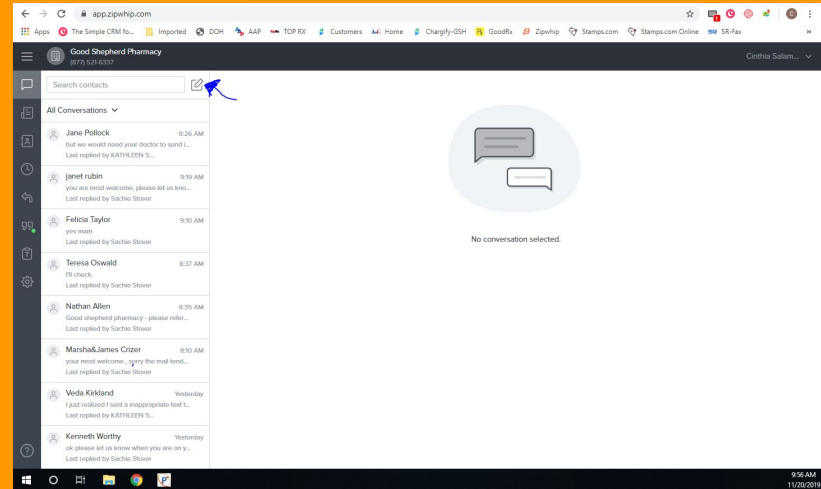 app.zipwhip.com
Apps The Simple CRM fo... Imported DOH AAP TOP RX Customers Home Chargify-GSH GoodRx Zipwhip Stamps.com Stamps.com Online SR-Fax »
Good Shepherd Pharmacy
(877) 521-6337
Cinthia Salam...
Search contacts
All Conversations
Jane Pollock 9:26 AM
but we would need your doctor to send i...
Last replied by KATHLEEN S...
janet rubin 9:19 AM
you are most welcome, please let us kno...
Last replied by Sachie Stover
Felicia Taylor 9:10 AM
yes mam
Last replied by Sachie Stover
No conversation selected.
Teresa Oswald 8:37 AM
I'll check.
Last replied by Sachie Stover
Nathan Allen 8:35 AM
Good shepherd pharmacy - please refer...
Last replied by Sachie Stover
Marsha&James Crizer 8:10 AM
your most welcome , sorry the mail tend...
Last replied by Sachie Stover
Veda Kirkland Yesterday
I just realized I sent a inappropriate text t...
Last replied by KATHLEEN S...
Kenneth Worthy Yesterday
ok please let us know when you are on y...
Last replied by Sachie Stover
9:56 AM
11/20/2019